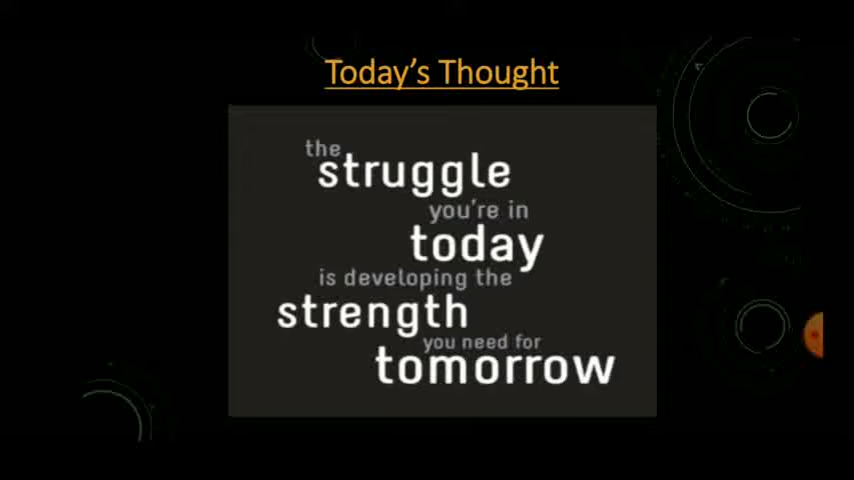 Today's Thought
the
struggle
you're in
today
is developing the
strength
you need for
tomorrow